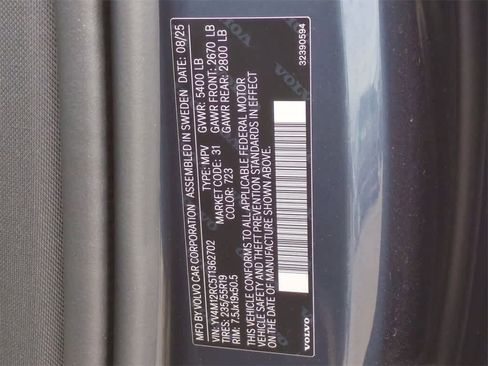 MFD BY VOLVO CAR CORPORATION ASSEMBLED IN SWEDEN DATE: 08/25
VIN: YV4M12RC5T1362702 TYPE: MPV GVWR: 5400 LB
TIRES: 235/55R19 MARKET CODE: 31 GAWR FRONT: 2670 LB
RIM: 7.5Jx19x50.5 COLOR: 723 GAWR REAR: 2800 LB
THIS VEHICLE CONFORMS TO ALL APPLICABLE FEDERAL MOTOR
VEHICLE SAFETY AND THEFT PREVENTION STANDARDS IN EFFECT
ON THE DATE OF MANUFACTURE SHOWN ABOVE.
VOLVO 32390594